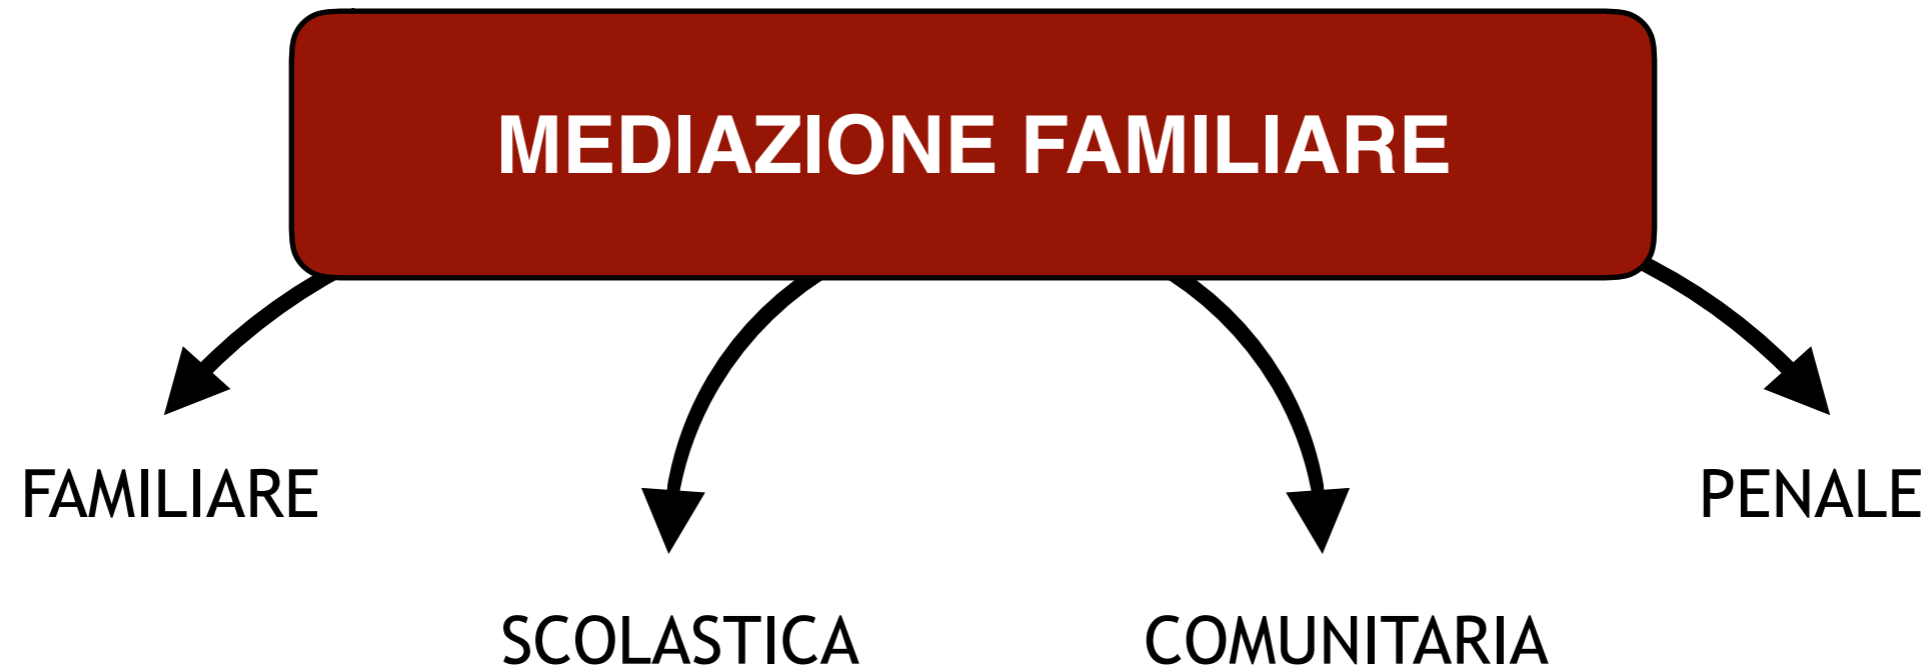 MEDIAZIONE FAMILIARE
FAMILIARE
PENALE
SCOLASTICA
COMUNITARIA